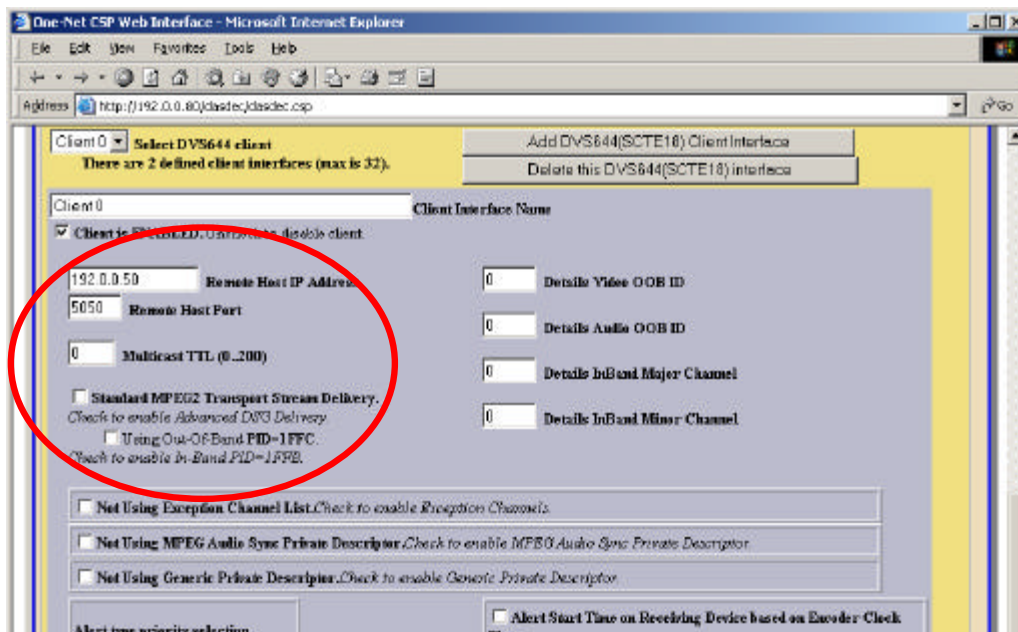 One-Net CSP Web Interface - Microsoft Internet Explorer
File Edit View Favorites Tools Help
Address http://192.0.0.80/dasdec/dasdec.csp Go
Client 0 Select DVS644 client
Add DVS644(SCTE18) Client Interface
There are 2 defined client interfaces (max is 32).
Delete this DVS644(SCTE18) interface
Client 0 Client Interface Name
Client is ENABLED. disable client.
192.0.0.50 Remote Host IP Address
0 Details Video OOB ID
5050 Remote Host Port
0 Details Audio OOB ID
0 Multicast TTL (0..200)
0 Details InBand Major Channel
Standard MPEG2 Transport Stream Delivery.
Check to enable Advanced DSG Delivery.
0 Details InBand Minor Channel
Using Out-Of-Band PID=1FFC.
Check to enable In-Band PID=1FFB.
Not Using Exception Channel List. Check to enable Exception Channels.
Not Using MPEG Audio Sync Private Descriptor. Check to enable MPEG Audio Sync Private Descriptor.
Not Using Generic Private Descriptor. Check to enable Generic Private Descriptor.
Alert Start Time on Receiving Device based on Encoder Clock
Alert type priority selection